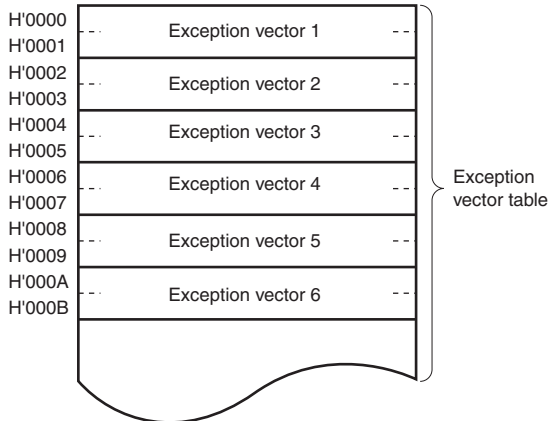 H'0000
Exception vector 1
H'0001
H'0002
Exception vector 2
H'0003
H'0004
Exception vector 3
H'0005
H'0006
Exception vector 4
H'0007
H'0008
Exception vector 5
H'0009
H'000A
Exception vector 6
H'000B
Exception
vector table